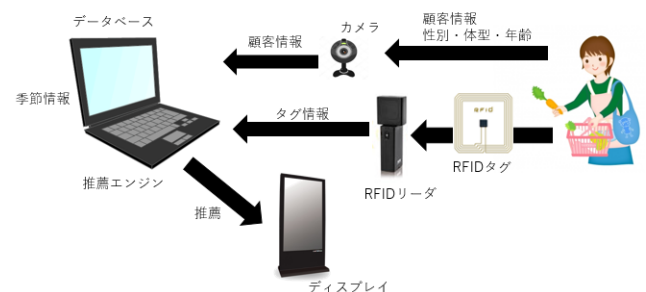 データベース
カメラ
顧客情報
性別・体型・年齢
顧客情報
季節情報
タグ情報
RFID
推薦エンジン
RFIDリーダ
RFIDタグ
推薦
ディスプレイ